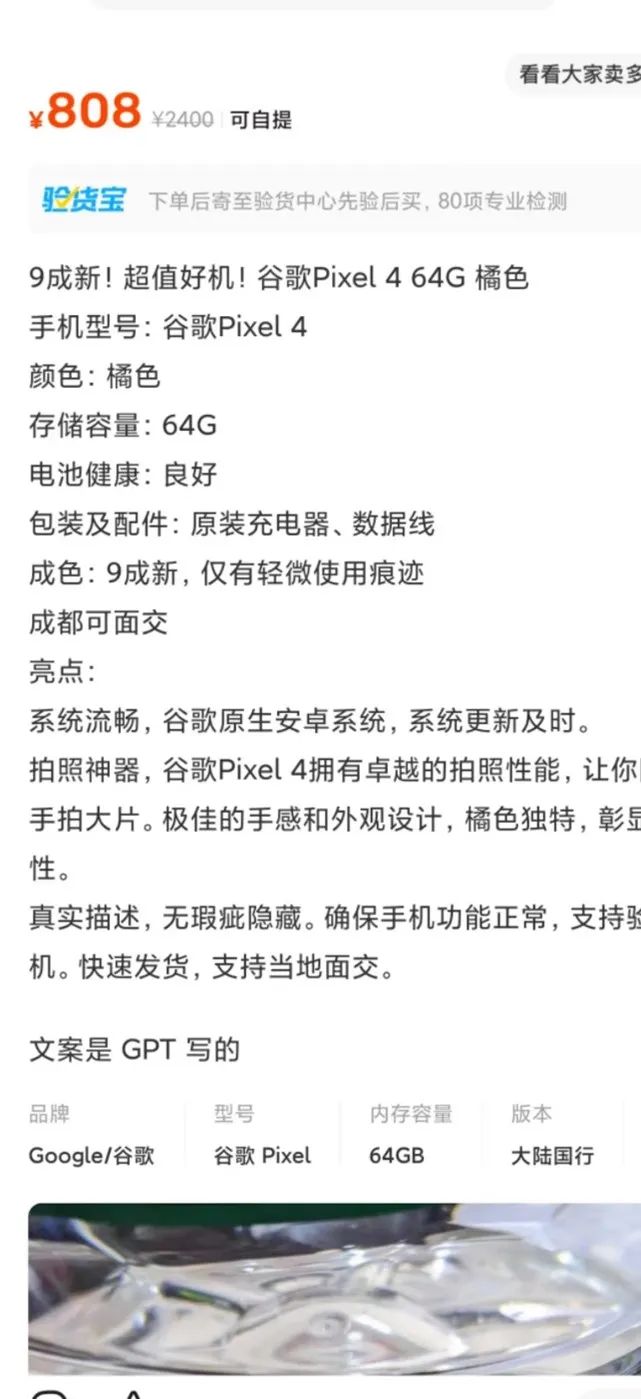 看看大家卖多
¥808 ¥2400 可自提
验货宝 下单后寄至验货中心先验后买, 80项专业检测
9成新! 超值好机! 谷歌Pixel 4 64G 橘色
手机型号: 谷歌Pixel 4
颜色: 橘色
存储容量: 64G
电池健康: 良好
包装及配件: 原装充电器、数据线
成色: 9成新, 仅有轻微使用痕迹
成都可面交
亮点:
系统流畅, 谷歌原生安卓系统, 系统更新及时。
拍照神器, 谷歌Pixel 4拥有卓越的拍照性能, 让你
手拍大片。极佳的手感和外观设计, 橘色独特, 彰显
性。
真实描述, 无瑕疵隐藏。确保手机功能正常, 支持验
机。快速发货, 支持当地面交。
文案是 GPT 写的
品牌 型号 内存容量 版本
Google/谷歌 谷歌 Pixel 64GB 大陆国行